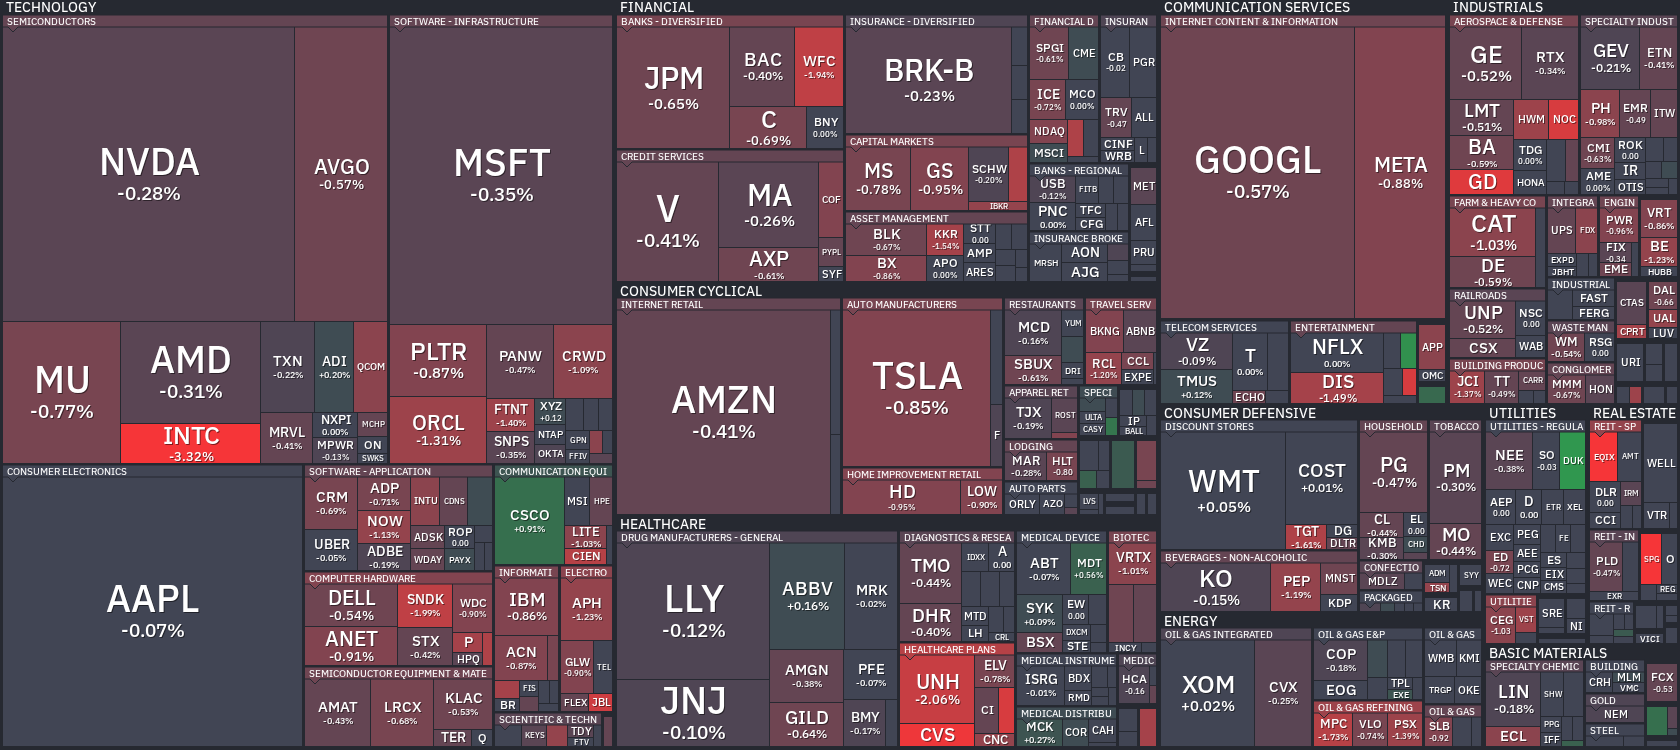 TECHNOLOGY
SEMICONDUCTORS
NVDA
-0.28%
AVGO
-0.57%
MU
-0.77%
AMD
-0.31%
INTC
-3.32%
TXN
-0.22%
ADI
+0.20%
QCOM
MRVL
-0.41%
NXPI
0.00%
MCHP
MPWR
-0.13%
ON
SWKS
SOFTWARE - INFRASTRUCTURE
MSFT
-0.35%
PLTR
-0.87%
PANW
-0.47%
CRWD
-1.09%
ORCL
-1.31%
FTNT
-1.40%
XYZ
+0.12
SNPS
-0.35%
NTAP
OKTA
GPN
FFIV
CONSUMER ELECTRONICS
AAPL
-0.07%
SOFTWARE - APPLICATION
CRM
-0.69%
ADP
-0.71%
INTU
CDNS
UBER
-0.05%
NOW
-1.13%
ADSK
ROP
0.00
ADBE
-0.19%
WDAY
PAYX
COMMUNICATION EQUI
CSCO
+0.91%
MSI
HPE
LITE
-1.03%
CIEN
COMPUTER HARDWARE
DELL
-0.54%
SNDK
-1.99%
WDC
-0.90%
ANET
-0.91%
STX
-0.42%
P
HPQ
INFORMATI
IBM
-0.86%
ACN
-0.87%
FIS
BR
ELECTRO
APH
-1.23%
GLW
-0.90%
TEL
FLEX
JBL
SEMICONDUCTOR EQUIPMENT & MATE
AMAT
-0.43%
LRCX
-0.68%
KLAC
-0.53%
TER
Q
SCIENTIFIC & TECHN
KEYS
TDY
FTV
FINANCIAL
BANKS - DIVERSIFIED
JPM
-0.65%
BAC
-0.40%
WFC
-1.94%
C
-0.69%
BNY
0.00%
CREDIT SERVICES
V
-0.41%
MA
-0.26%
COF
AXP
-0.61%
PYPL
SYF
INSURANCE - DIVERSIFIED
BRK-B
-0.23%
CAPITAL MARKETS
MS
-0.78%
GS
-0.95%
SCHW
-0.20%
IBKR
ASSET MANAGEMENT
BLK
-0.67%
KKR
-1.54%
STT
0.00
BX
-0.86%
APO
0.00%
AMP
ARES
FINANCIAL D
SPGI
-0.61%
CME
ICE
-0.72%
MCO
0.00%
NDAQ
MSCI
INSURAN
CB
-0.02
PGR
TRV
-0.47
ALL
CINF
WRB
L
BANKS - REGIONAL
USB
-0.12%
FITB
PNC
0.00%
TFC
CFG
MET
AFL
PRU
INSURANCE BROKE
MRSH
AON
AJG
CONSUMER CYCLICAL
INTERNET RETAIL
AMZN
-0.41%
AUTO MANUFACTURERS
TSLA
-0.85%
F
HOME IMPROVEMENT RETAIL
HD
-0.95%
LOW
-0.90%
RESTAURANTS
MCD
-0.16%
YUM
SBUX
-0.61%
DRI
TRAVEL SERV
BKNG
ABNB
RCL
-1.20%
CCL
EXPE
APPAREL RET
TJX
-0.19%
ROST
SPECI
ULTA
CASY
IP
BALL
LODGING
MAR
-0.28%
HLT
-0.80
AUTO PARTS
ORLY
AZO
LVS
HEALTHCARE
DRUG MANUFACTURERS - GENERAL
LLY
-0.12%
JNJ
-0.10%
ABBV
+0.16%
MRK
-0.02%
AMGN
-0.38%
PFE
-0.07%
GILD
-0.64%
BMY
-0.17%
DIAGNOSTICS & RESEA
TMO
-0.44%
IDXX
A
0.00
DHR
-0.40%
MTD
LH
CRL
HEALTHCARE PLANS
UNH
-2.06%
ELV
-0.78%
CI
CVS
CNC
MEDICAL DEVICE
ABT
-0.07%
MDT
+0.56%
SYK
+0.09%
EW
0.00
BSX
DXCM
STE
BIOTEC
VRTX
-1.01%
INCY
MEDICAL INSTRUME
ISRG
-0.01%
BDX
RMD
MEDIC
HCA
-0.16
MEDICAL DISTRIBU
MCK
+0.27%
COR
CAH
COMMUNICATION SERVICES
INTERNET CONTENT & INFORMATION
GOOGL
-0.57%
META
-0.88%
TELECOM SERVICES
VZ
-0.09%
T
0.00%
TMUS
+0.12%
ECHO
ENTERTAINMENT
NFLX
0.00%
DIS
-1.49%
APP
OMC
INDUSTRIALS
AEROSPACE & DEFENSE
GE
-0.52%
RTX
-0.34%
LMT
-0.51%
HWM
NOC
BA
-0.59%
TDG
0.00%
GD
HONA
SPECIALTY INDUST
GEV
-0.21%
ETN
-0.41%
PH
-0.98%
EMR
-0.49
ITW
CMI
-0.63%
ROK
0.00
AME
0.00%
IR
OTIS
FARM & HEAVY CO
CAT
-1.03%
DE
-0.59%
INTEGRA
UPS
FDX
EXPD
JBHT
ENGIN
PWR
-0.96%
FIX
-0.34
EME
VRT
-0.86%
BE
-1.23%
HUBB
RAILROADS
UNP
-0.52%
NSC
0.00
CSX
WAB
INDUSTRIAL
FAST
FERG
CTAS
CPRT
DAL
-0.66
UAL
LUV
WASTE MAN
WM
-0.54%
RSG
0.00
URI
BUILDING PRODUC
JCI
-1.37%
TT
-0.49%
CARR
CONGLOMER
MMM
-0.67%
HON
CONSUMER DEFENSIVE
DISCOUNT STORES
WMT
+0.05%
COST
+0.01%
TGT
-1.61%
DG
DLTR
HOUSEHOLD
PG
-0.47%
CL
-0.44%
EL
0.00
KMB
-0.30%
CHD
TOBACCO
PM
-0.30%
MO
-0.44%
BEVERAGES - NON-ALCOHOLIC
KO
-0.15%
PEP
-1.19%
MNST
KDP
CONFECTIO
MDLZ
PACKAGED
ADM
TSN
SYY
KR
ENERGY
OIL & GAS INTEGRATED
XOM
+0.02%
CVX
-0.25%
OIL & GAS E&P
COP
-0.18%
EOG
TPL
EXE
OIL & GAS
WMB
KMI
TRGP
OKE
OIL & GAS REFINING
MPC
-1.73%
VLO
-0.74%
PSX
-1.39%
OIL & GAS
SLB
-0.92
UTILITIES
UTILITIES - REGULA
NEE
-0.38%
SO
-0.03
DUK
AEP
0.00
D
0.00
ETR
XEL
EXC
PEG
FE
ED
-0.72
AEE
PCG
ES
EIX
WEC
CNP
CMS
UTILITIE
CEG
-1.03
VST
SRE
NI
REAL ESTATE
REIT - SP
EQIX
AMT
WELL
DLR
0.00
IRM
CCI
VTR
REIT - IN
PLD
-0.47%
EXR
SPG
O
REG
REIT - R
VICI
BASIC MATERIALS
SPECIALTY CHEMIC
LIN
-0.18%
SHW
ECL
PPG
IFF
BUILDING
CRH
MLM
VMC
FCX
-0.53
GOLD
NEM
STEEL